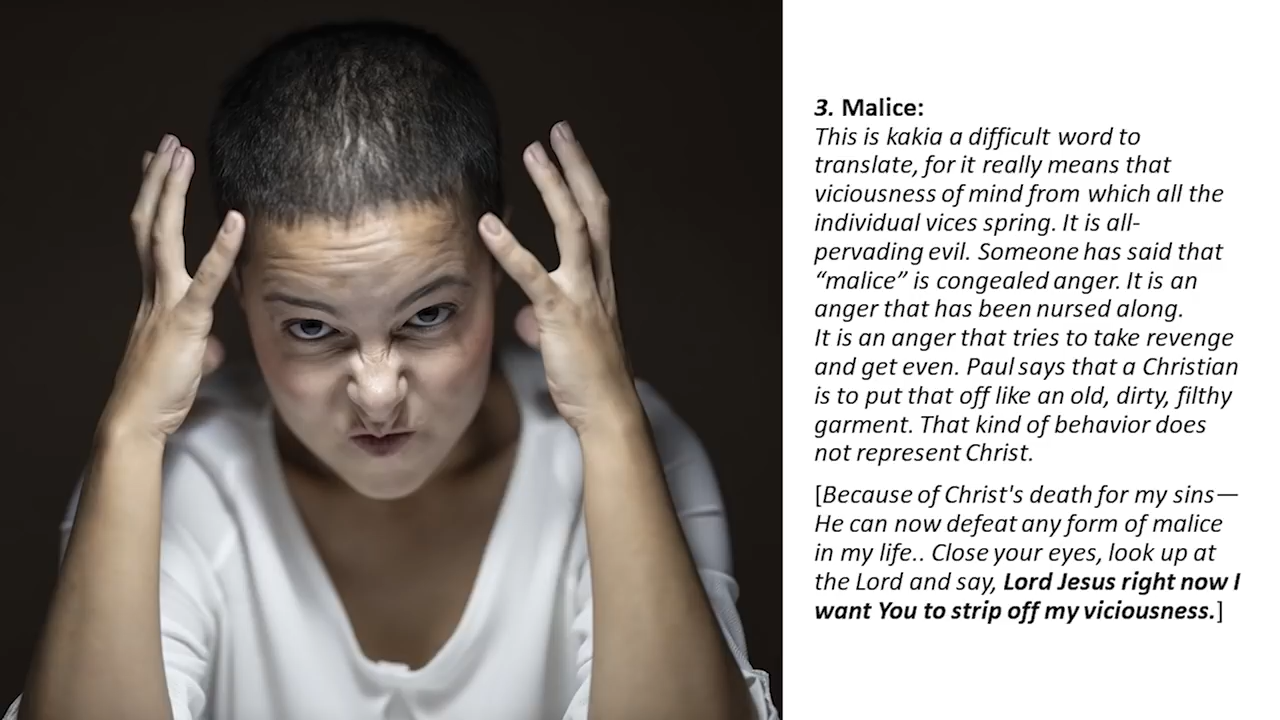 3. Malice:
This is kakia a difficult word to
translate, for it really means that
viciousness of mind from which all the
individual vices spring. It is all-
pervading evil. Someone has said that
“malice” is congealed anger. It is an
anger that has been nursed along.
It is an anger that tries to take revenge
and get even. Paul says that a Christian
is to put that off like an old, dirty, filthy
garment. That kind of behavior does
not represent Christ.
[Because of Christ's death for my sins—
He can now defeat any form of malice
in my life.. Close your eyes, look up at
the Lord and say, Lord Jesus right now I
want You to strip off my viciousness.]